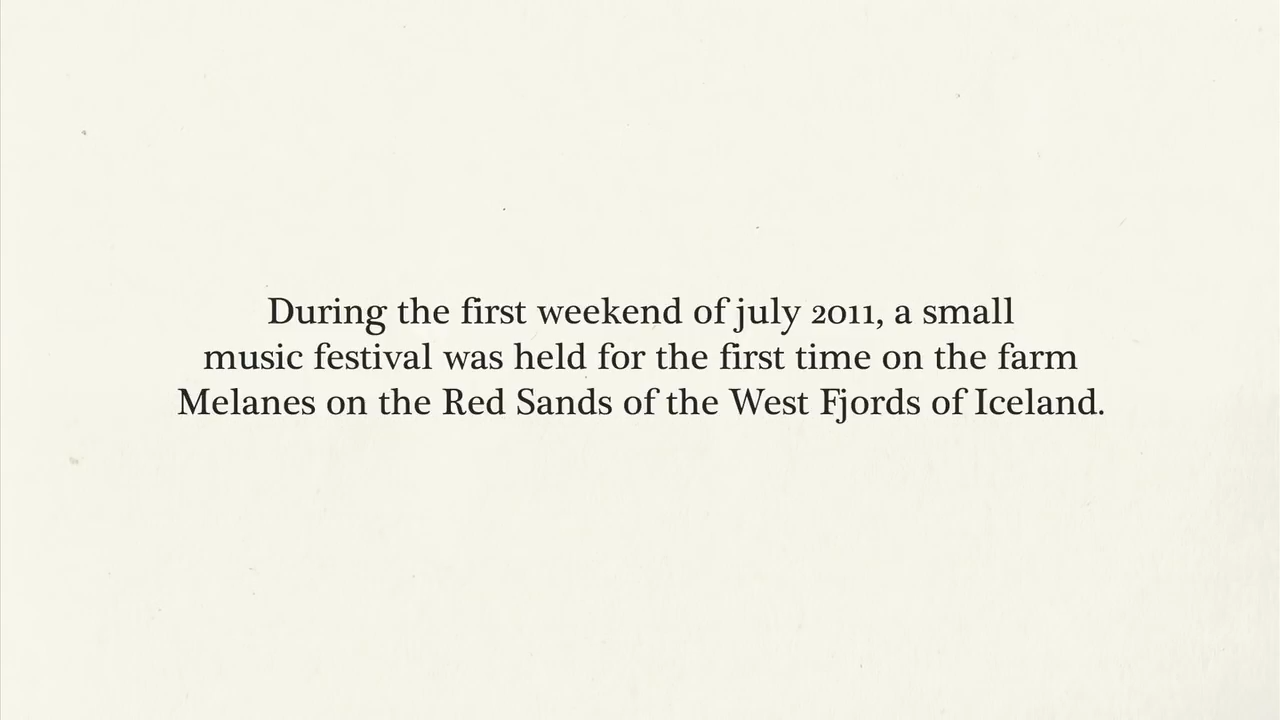 During the first weekend of july 2011, a small
music festival was held for the first time on the farm
Melanes on the Red Sands of the West Fjords of Iceland.